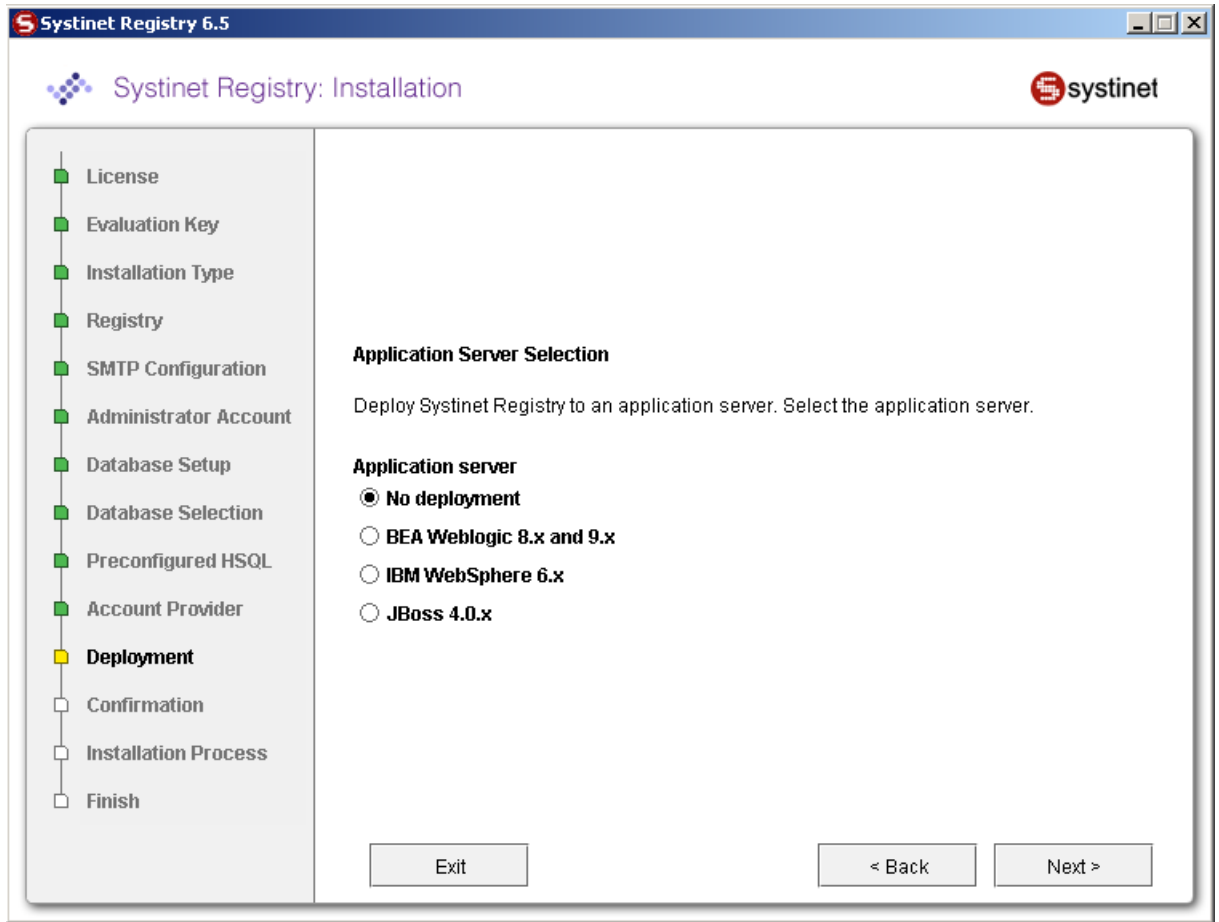 Systinet Registry 6.5
Systinet Registry: Installation
systinet
License
Evaluation Key
Installation Type
Registry
SMTP Configuration
Administrator Account
Database Setup
Database Selection
Preconfigured HSQL
Account Provider
Deployment
Confirmation
Installation Process
Finish
Application Server Selection
Deploy Systinet Registry to an application server. Select the application server.
Application server
No deployment
BEA Weblogic 8.x and 9.x
IBM WebSphere 6.x
JBoss 4.0.x
Exit
< Back
Next >